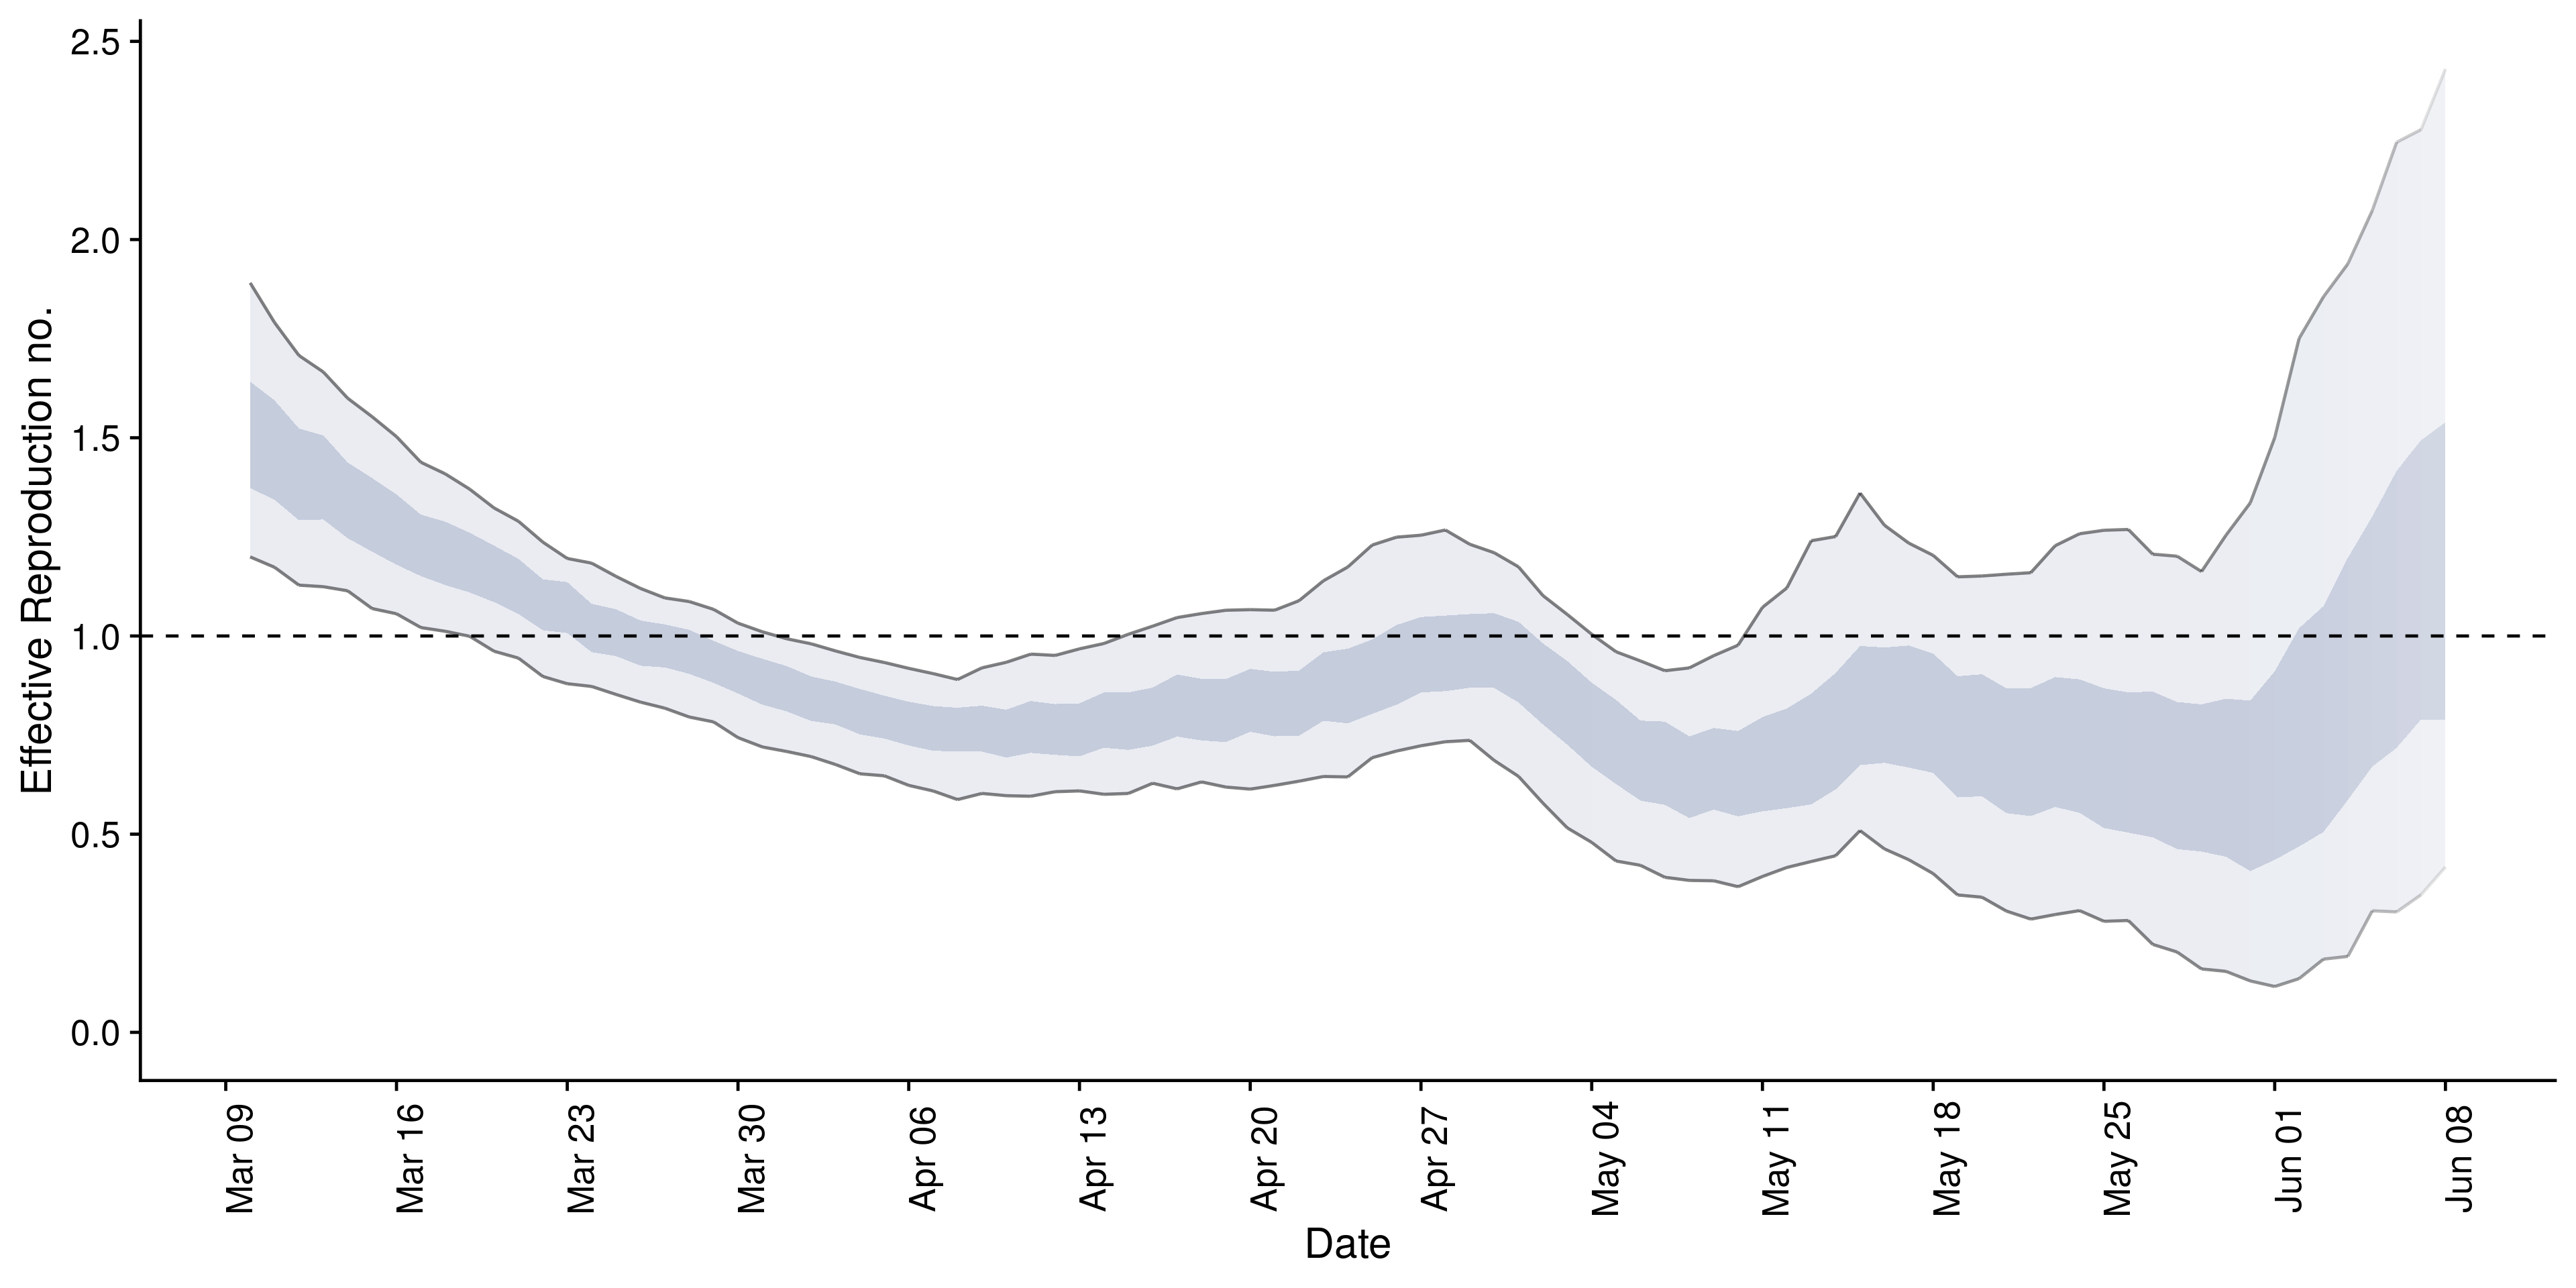 Effective Reproduction no.
2.5
2.0
1.5
1.0
0.5
0.0
Mar 09
Mar 16
Mar 23
Mar 30
Apr 06
Apr 13
Apr 20
Apr 27
May 04
May 11
May 18
May 25
Jun 01
Jun 08
Date